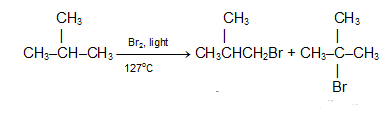 CH₃ CH₃ CH₃
CH₃–CH–CH₃ Br₂, light CH₃CHCH₂Br + CH₃–C–CH₃
127°C
Br